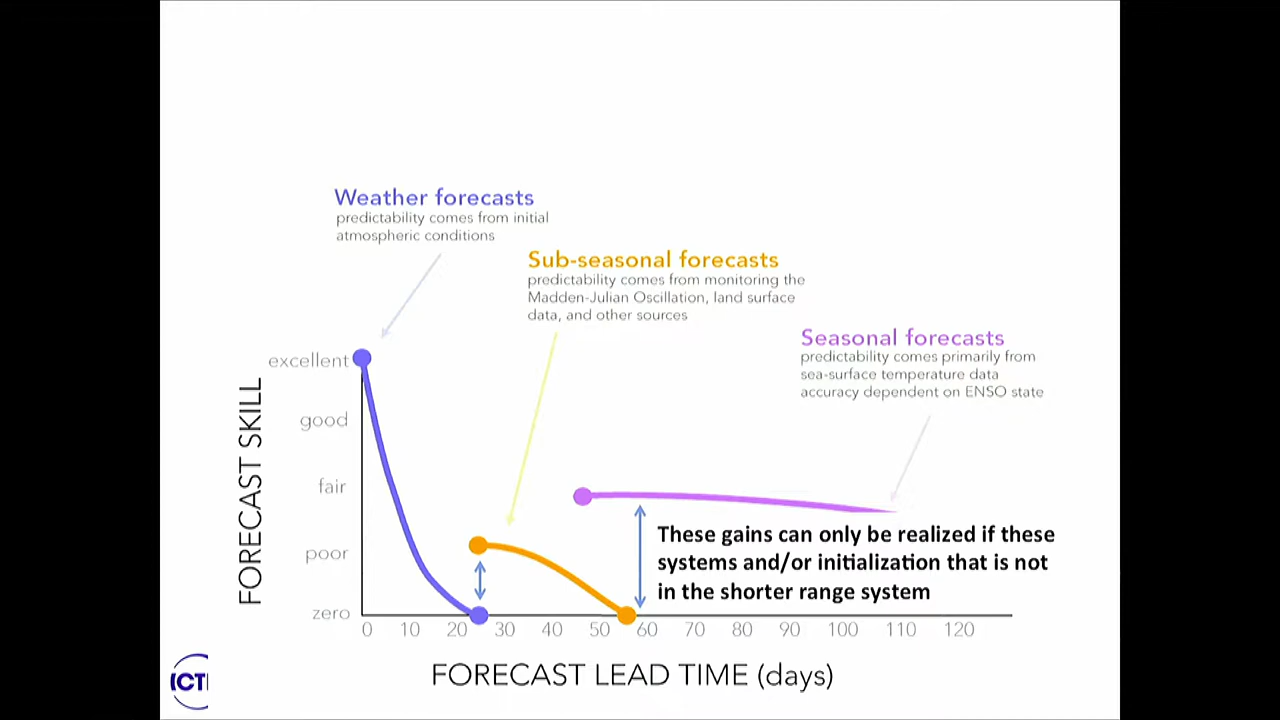 Weather forecasts
predictability comes from initial
atmospheric conditions
Sub-seasonal forecasts
predictability comes from monitoring the
Madden-Julian Oscillation, land surface
data, and other sources
Seasonal forecasts
predictability comes primarily from
sea-surface temperature data
accuracy dependent on ENSO state
FORECAST SKILL
excellent
good
fair
poor
zero
These gains can only be realized if these
systems and/or initialization that is not
in the shorter range system
0 10 20 30 40 50 60 70 80 90 100 110 120
FORECAST LEAD TIME (days)
ICT